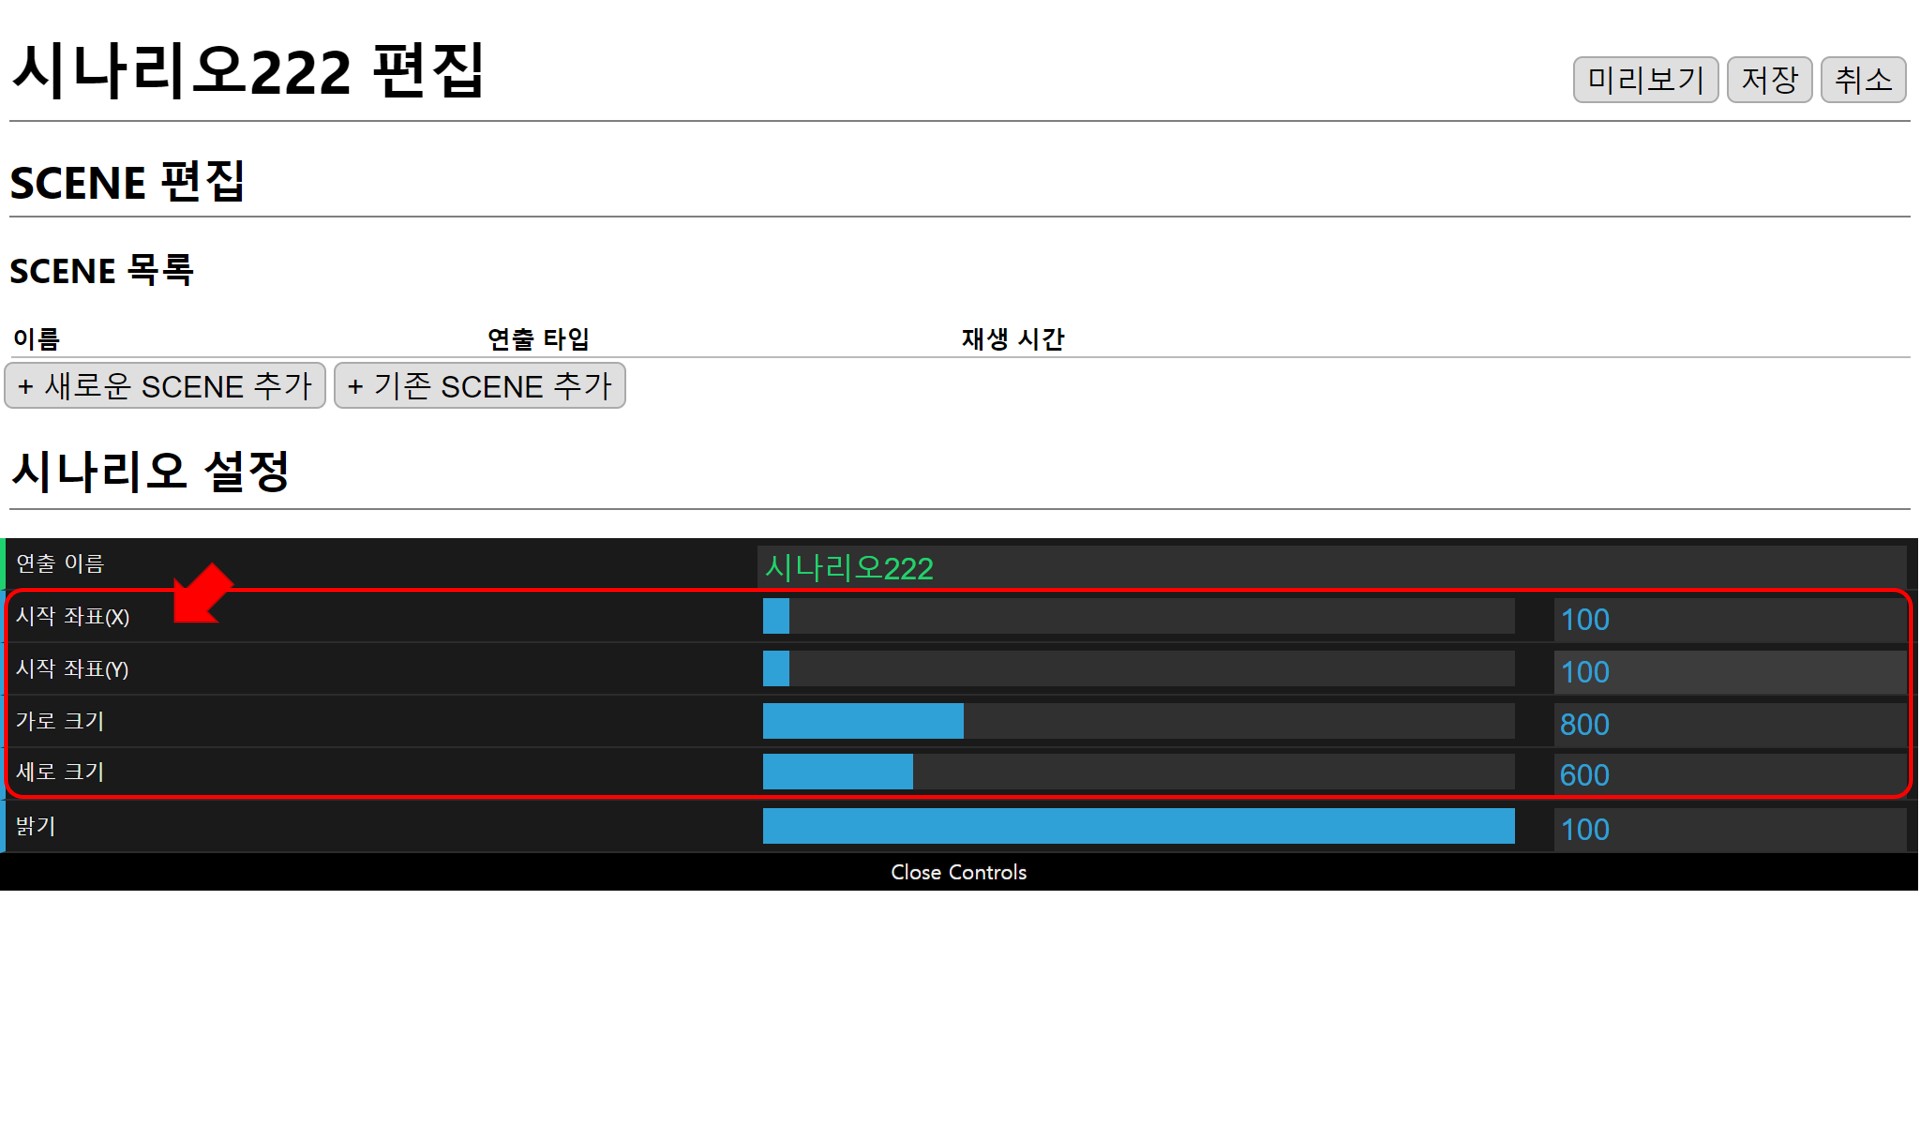 시나리오222 편집
미리보기 저장 취소
SCENE 편집
SCENE 목록
이름 연출 타입 재생 시간
+ 새로운 SCENE 추가 + 기존 SCENE 추가
시나리오 설정
연출 이름 시나리오222
시작 좌표(X) 100
시작 좌표(Y) 100
가로 크기 800
세로 크기 600
밝기 100
Close Controls